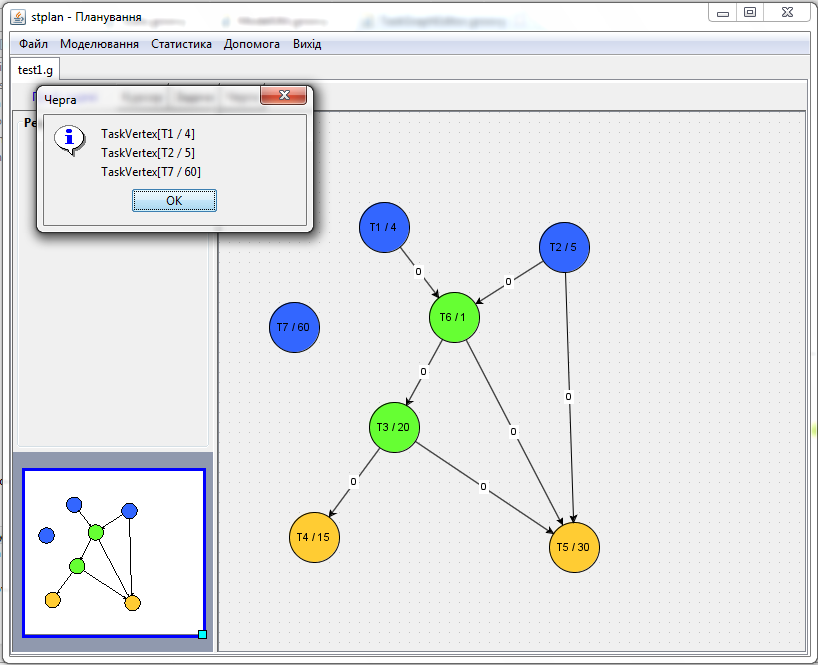 stplan - Планування
Файл Моделювання Статистика Допомога Вихід
test1.g
Черга
Ре
TaskVertex[T1 / 4]
TaskVertex[T2 / 5]
TaskVertex[T7 / 60]
OK
T1 / 4
T2 / 5
0
0
T6 / 1
T7 / 60
0
0
T3 / 20
0
0
0
T4 / 15
T5 / 30